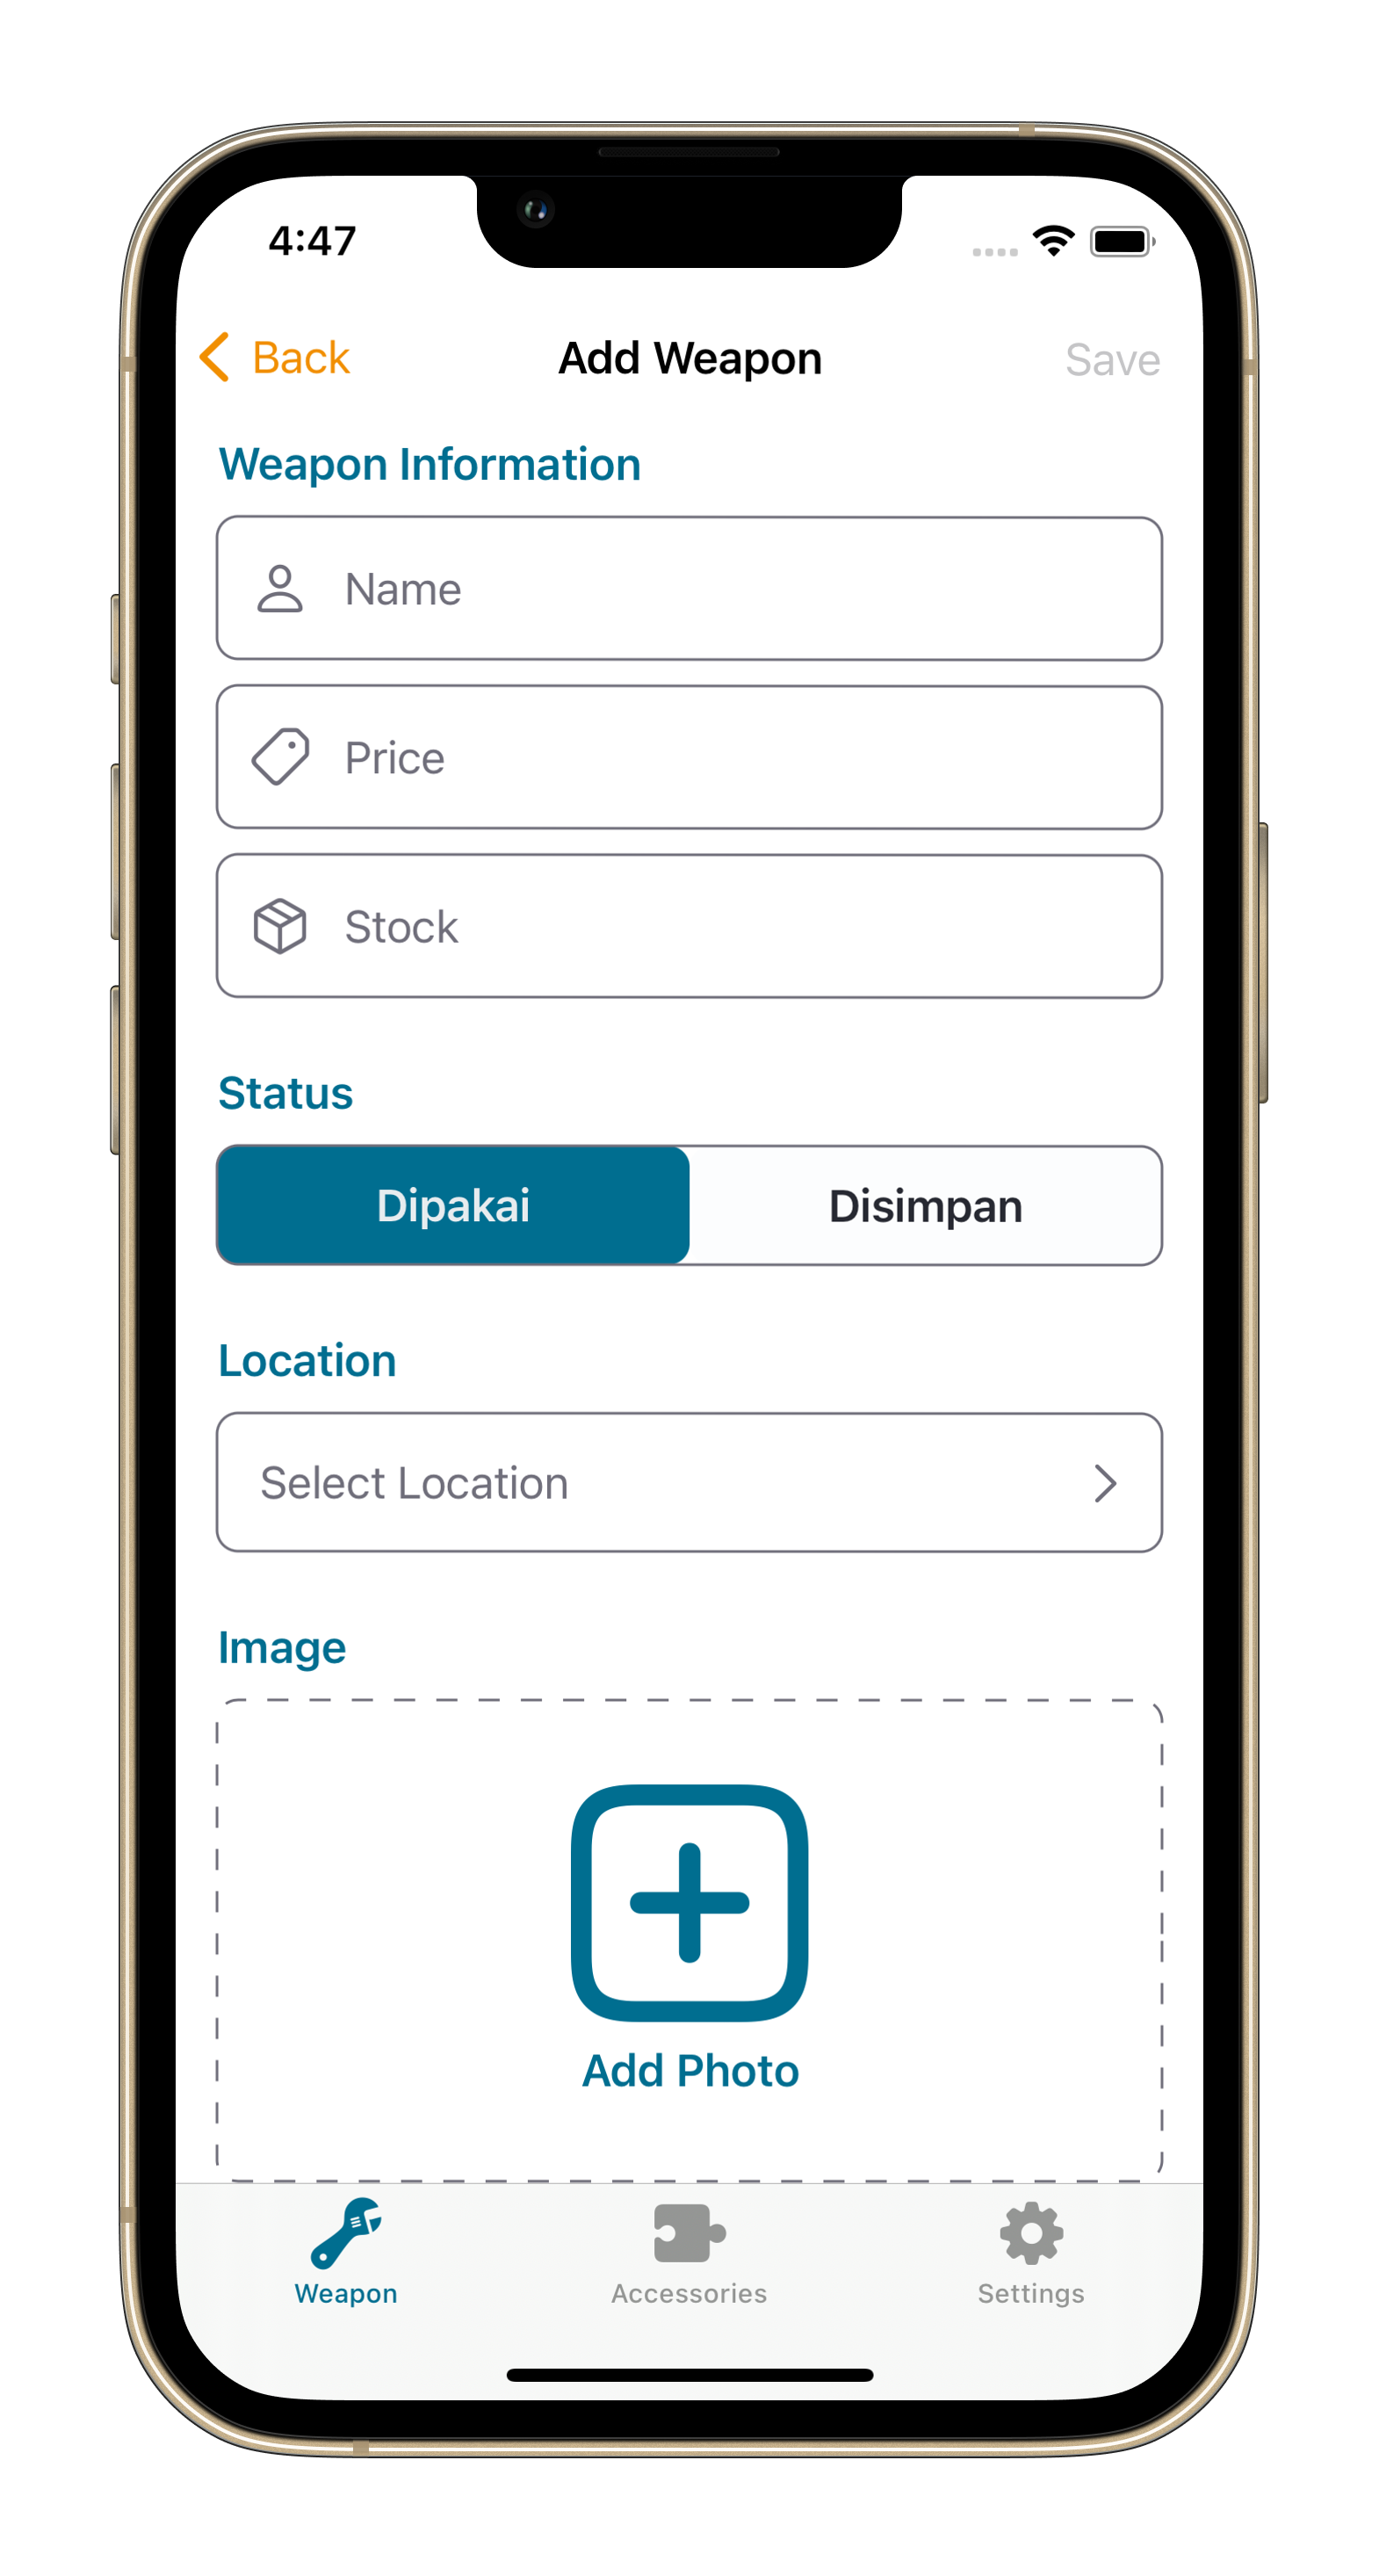 4:47
Back
Add Weapon
Save
Weapon Information
Name
Price
Stock
Status
Dipakai
Disimpan
Location
Select Location
Image
Add Photo
Weapon
Accessories
Settings